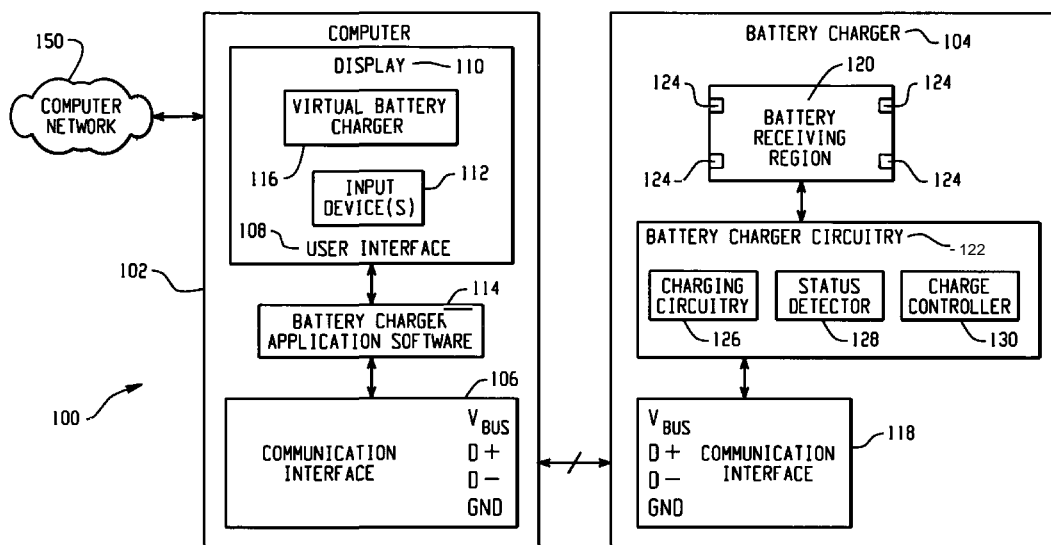 150
COMPUTER
NETWORK
COMPUTER
DISPLAY 110
VIRTUAL BATTERY
CHARGER
116
INPUT
DEVICE(S)
112
108
USER INTERFACE
102
114
BATTERY CHARGER
APPLICATION SOFTWARE
100
106
COMMUNICATION
INTERFACE
VBUS
D+
D-
GND
BATTERY CHARGER 104
120
124
124
BATTERY
RECEIVING
REGION
124
124
BATTERY CHARGER CIRCUITRY
122
CHARGING
CIRCUITRY
126
STATUS
DETECTOR
128
CHARGE
CONTROLLER
130
VBUS
D+
D-
GND
COMMUNICATION
INTERFACE
118